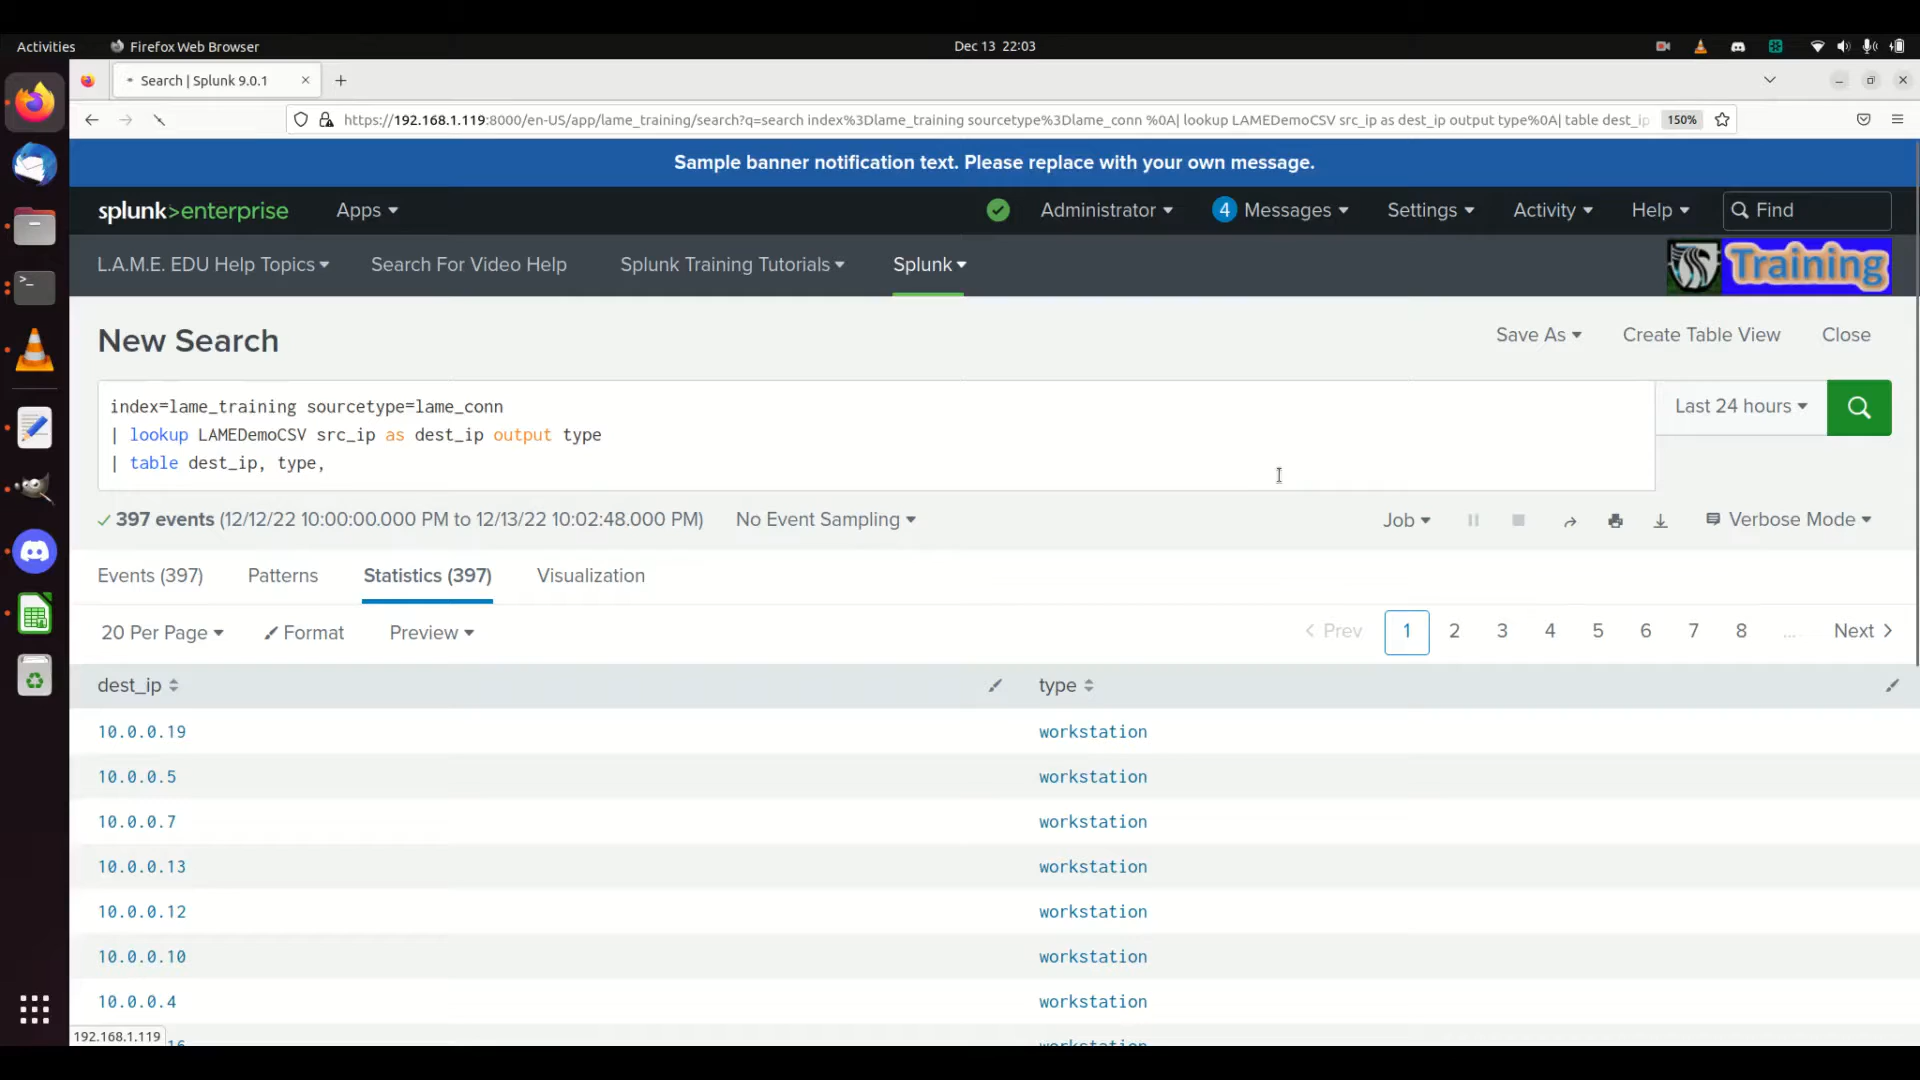 Activities Firefox Web Browser Dec 13 22:03
Search | Splunk 9.0.1
https://192.168.1.119:8000/en-US/app/lame_training/search?q=search index%3Dlame_training sourcetype%3Dlame_conn %0A| lookup LAMEDemoCSV src_ip as dest_ip output type%0A| table dest_ip 150%
Sample banner notification text. Please replace with your own message.
splunk>enterprise Apps Administrator 4 Messages Settings Activity Help Find
L.A.M.E. EDU Help Topics Search For Video Help Splunk Training Tutorials Splunk Training
New Search Save As Create Table View Close
index=lame_training sourcetype=lame_conn Last 24 hours
| lookup LAMEDemoCSV src_ip as dest_ip output type
| table dest_ip, type,
397 events (12/12/22 10:00:00.000 PM to 12/13/22 10:02:48.000 PM) No Event Sampling Job Verbose Mode
Events (397) Patterns Statistics (397) Visualization
20 Per Page Format Preview < Prev 1 2 3 4 5 6 7 8 ... Next >
dest_ip type
10.0.0.19 workstation
10.0.0.5 workstation
10.0.0.7 workstation
10.0.0.13 workstation
10.0.0.12 workstation
10.0.0.10 workstation
10.0.0.4 workstation
192.168.1.119
16 workstation